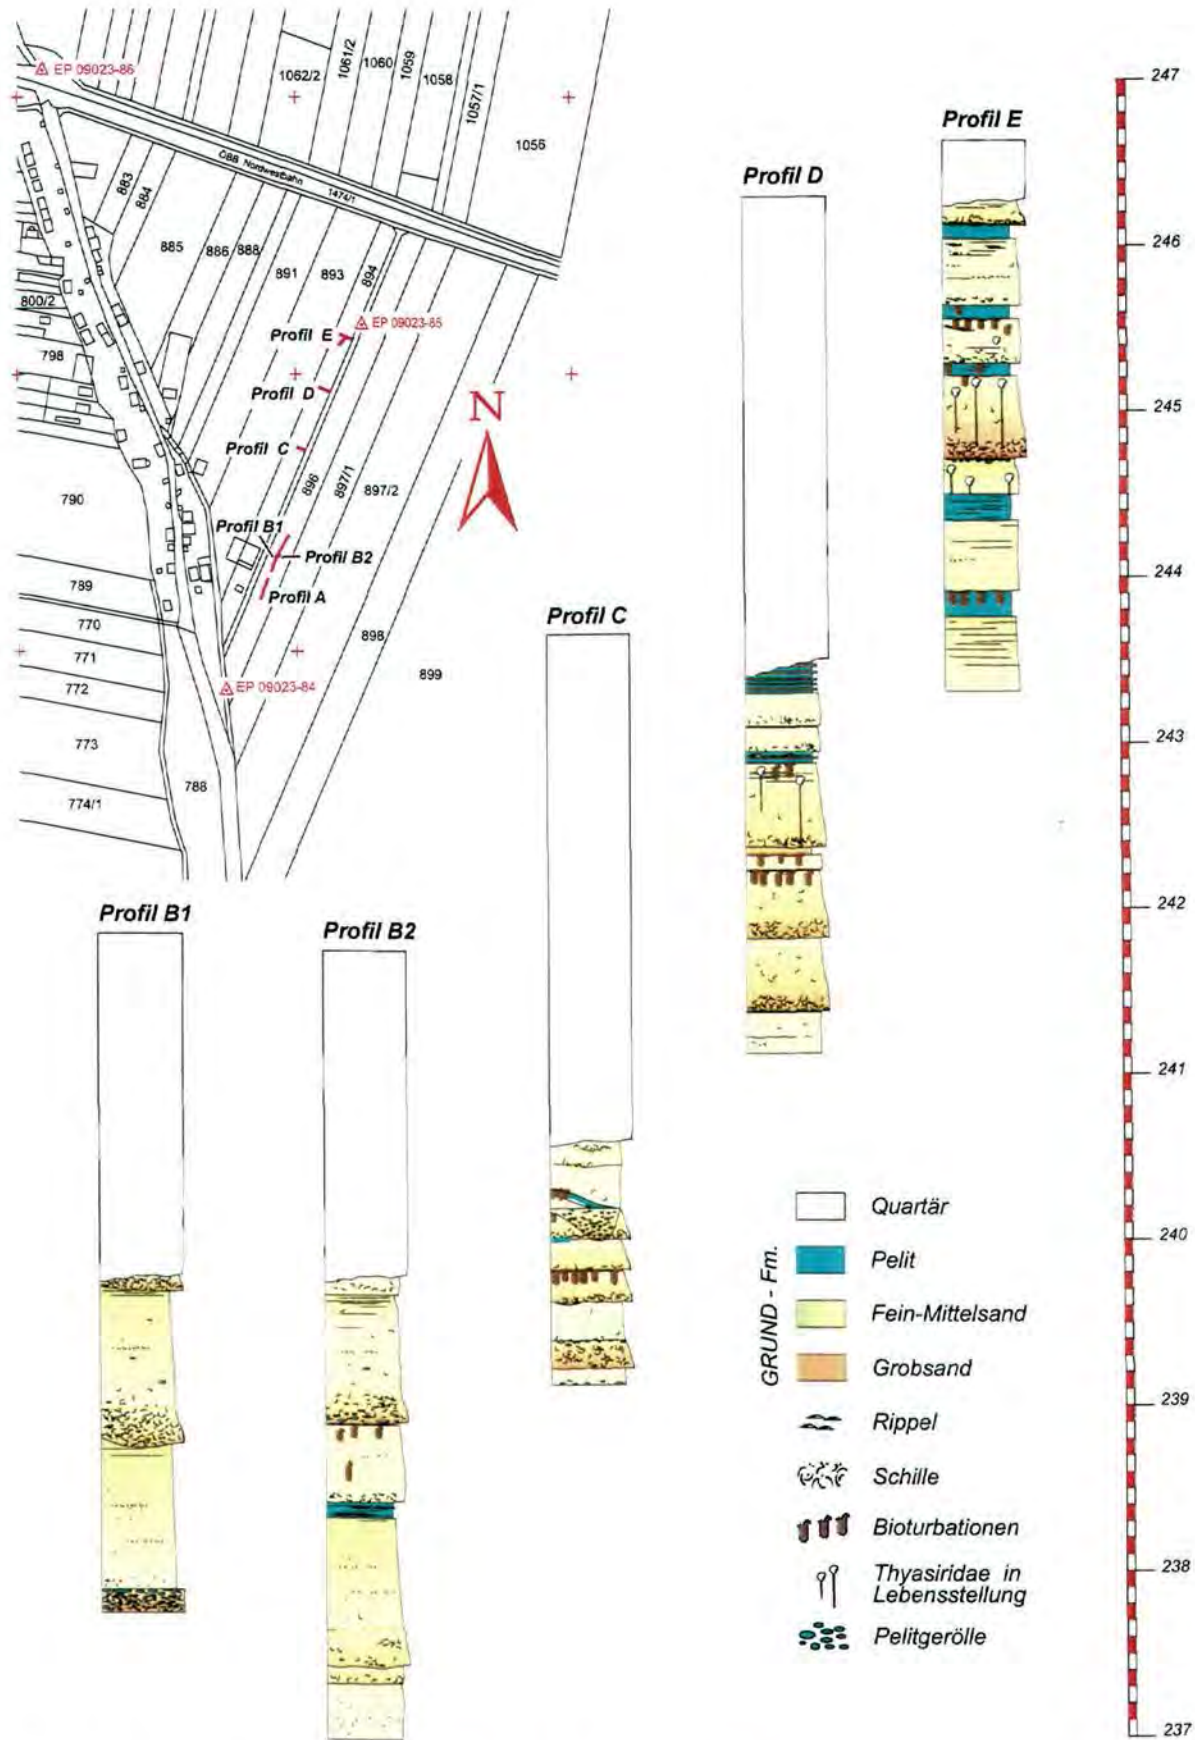 EP 09023-86
1062/2
1061/2
1060
1059
1058
1057/1
1056
ÖBB Nordwestbahn 1474/1
883
884
885
886
888
891
893
894
800/2
798
EP 09023-85
Profil E
Profil D
Profil C
N
790
896
897/1
897/2
Profil B1
Profil B2
Profil A
789
770
771
772
773
774/1
788
898
899
EP 09023-84
Profil B1
Profil B2
Profil C
Profil D
Profil E
247
246
245
244
243
242
241
240
239
238
237
GRUND - Fm.
Quartär
Pelit
Fein-Mittelsand
Grobsand
Rippel
Schille
Bioturbationen
Thyasiridae in
Lebensstellung
Pelitgerölle